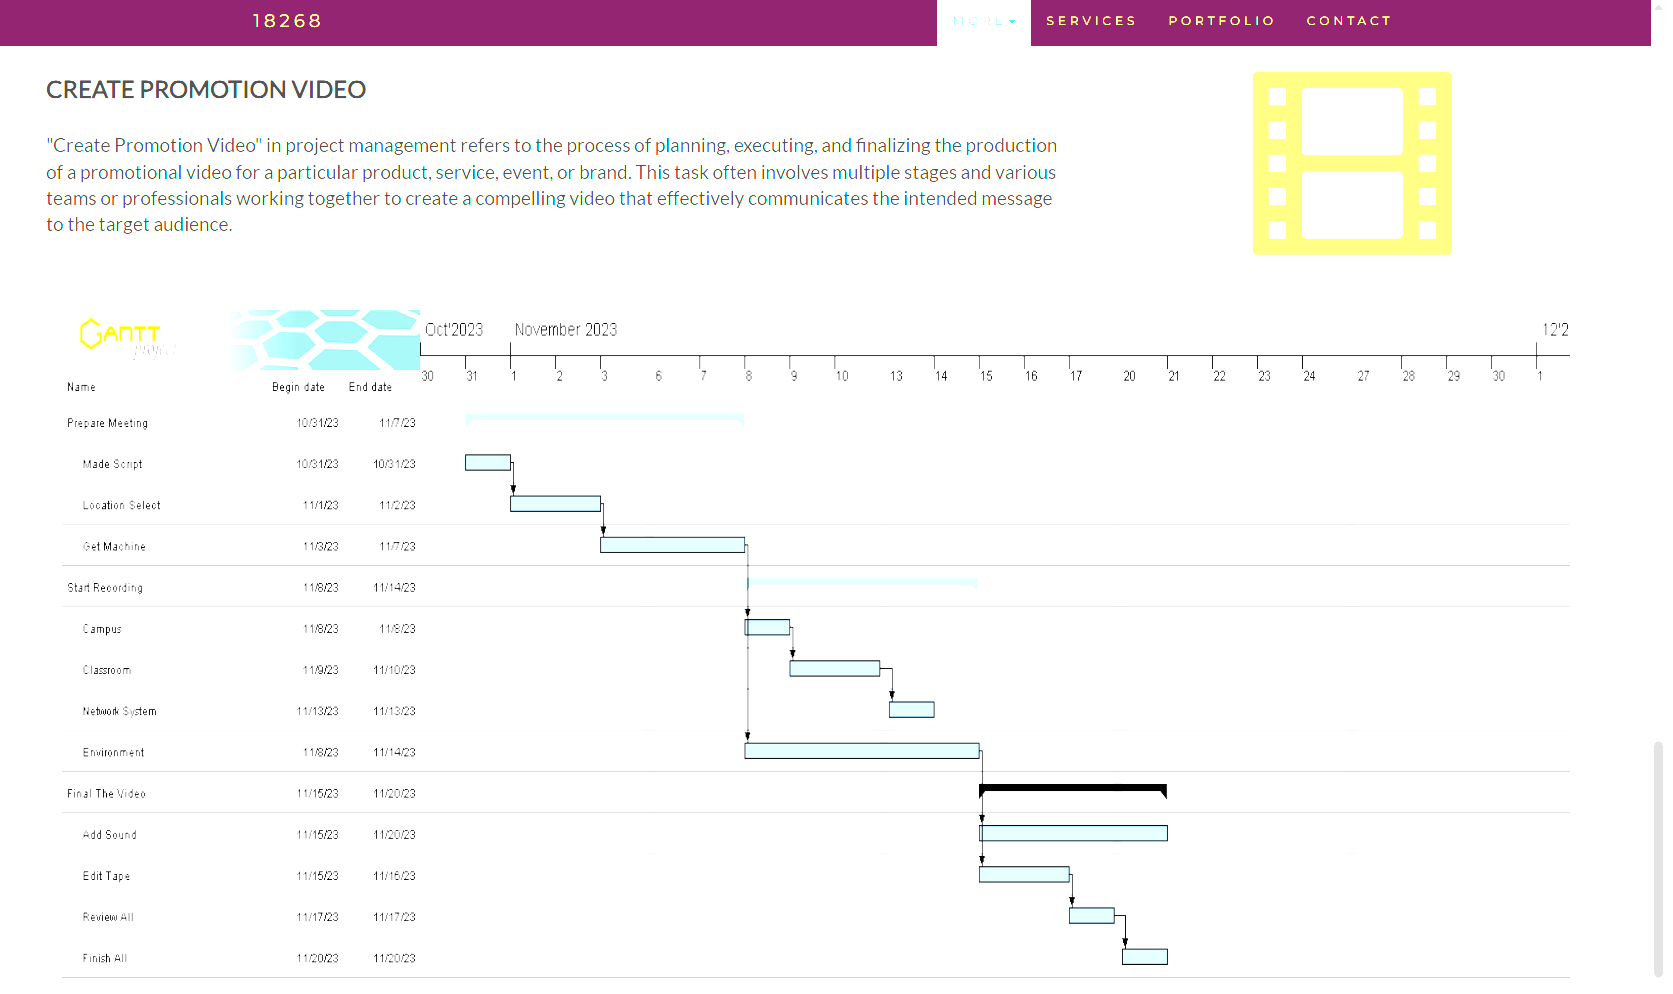 18268
MORE SERVICES PORTFOLIO CONTACT
CREATE PROMOTION VIDEO
"Create Promotion Video" in project management refers to the process of planning, executing, and finalizing the production
of a promotional video for a particular product, service, event, or brand. This task often involves multiple stages and various
teams or professionals working together to create a compelling video that effectively communicates the intended message
to the target audience.
GANTT
project
Oct'2023 November 2023 12'2
30 31 1 2 3 6 7 8 9 10 13 14 15 16 17 20 21 22 23 24 27 28 29 30 1
Name Begin date End date
Prepare Meeting 10/31/23 11/7/23
Made Script 10/31/23 10/31/23
Location Select 11/1/23 11/2/23
Get Machine 11/3/23 11/7/23
Start Recording 11/8/23 11/14/23
Campus 11/8/23 11/8/23
Classroom 11/9/23 11/10/23
Network System 11/13/23 11/13/23
Environment 11/8/23 11/14/23
Final The Video 11/15/23 11/20/23
Add Sound 11/15/23 11/20/23
Edit Tape 11/15/23 11/16/23
Review All 11/17/23 11/17/23
Finish All 11/20/23 11/20/23